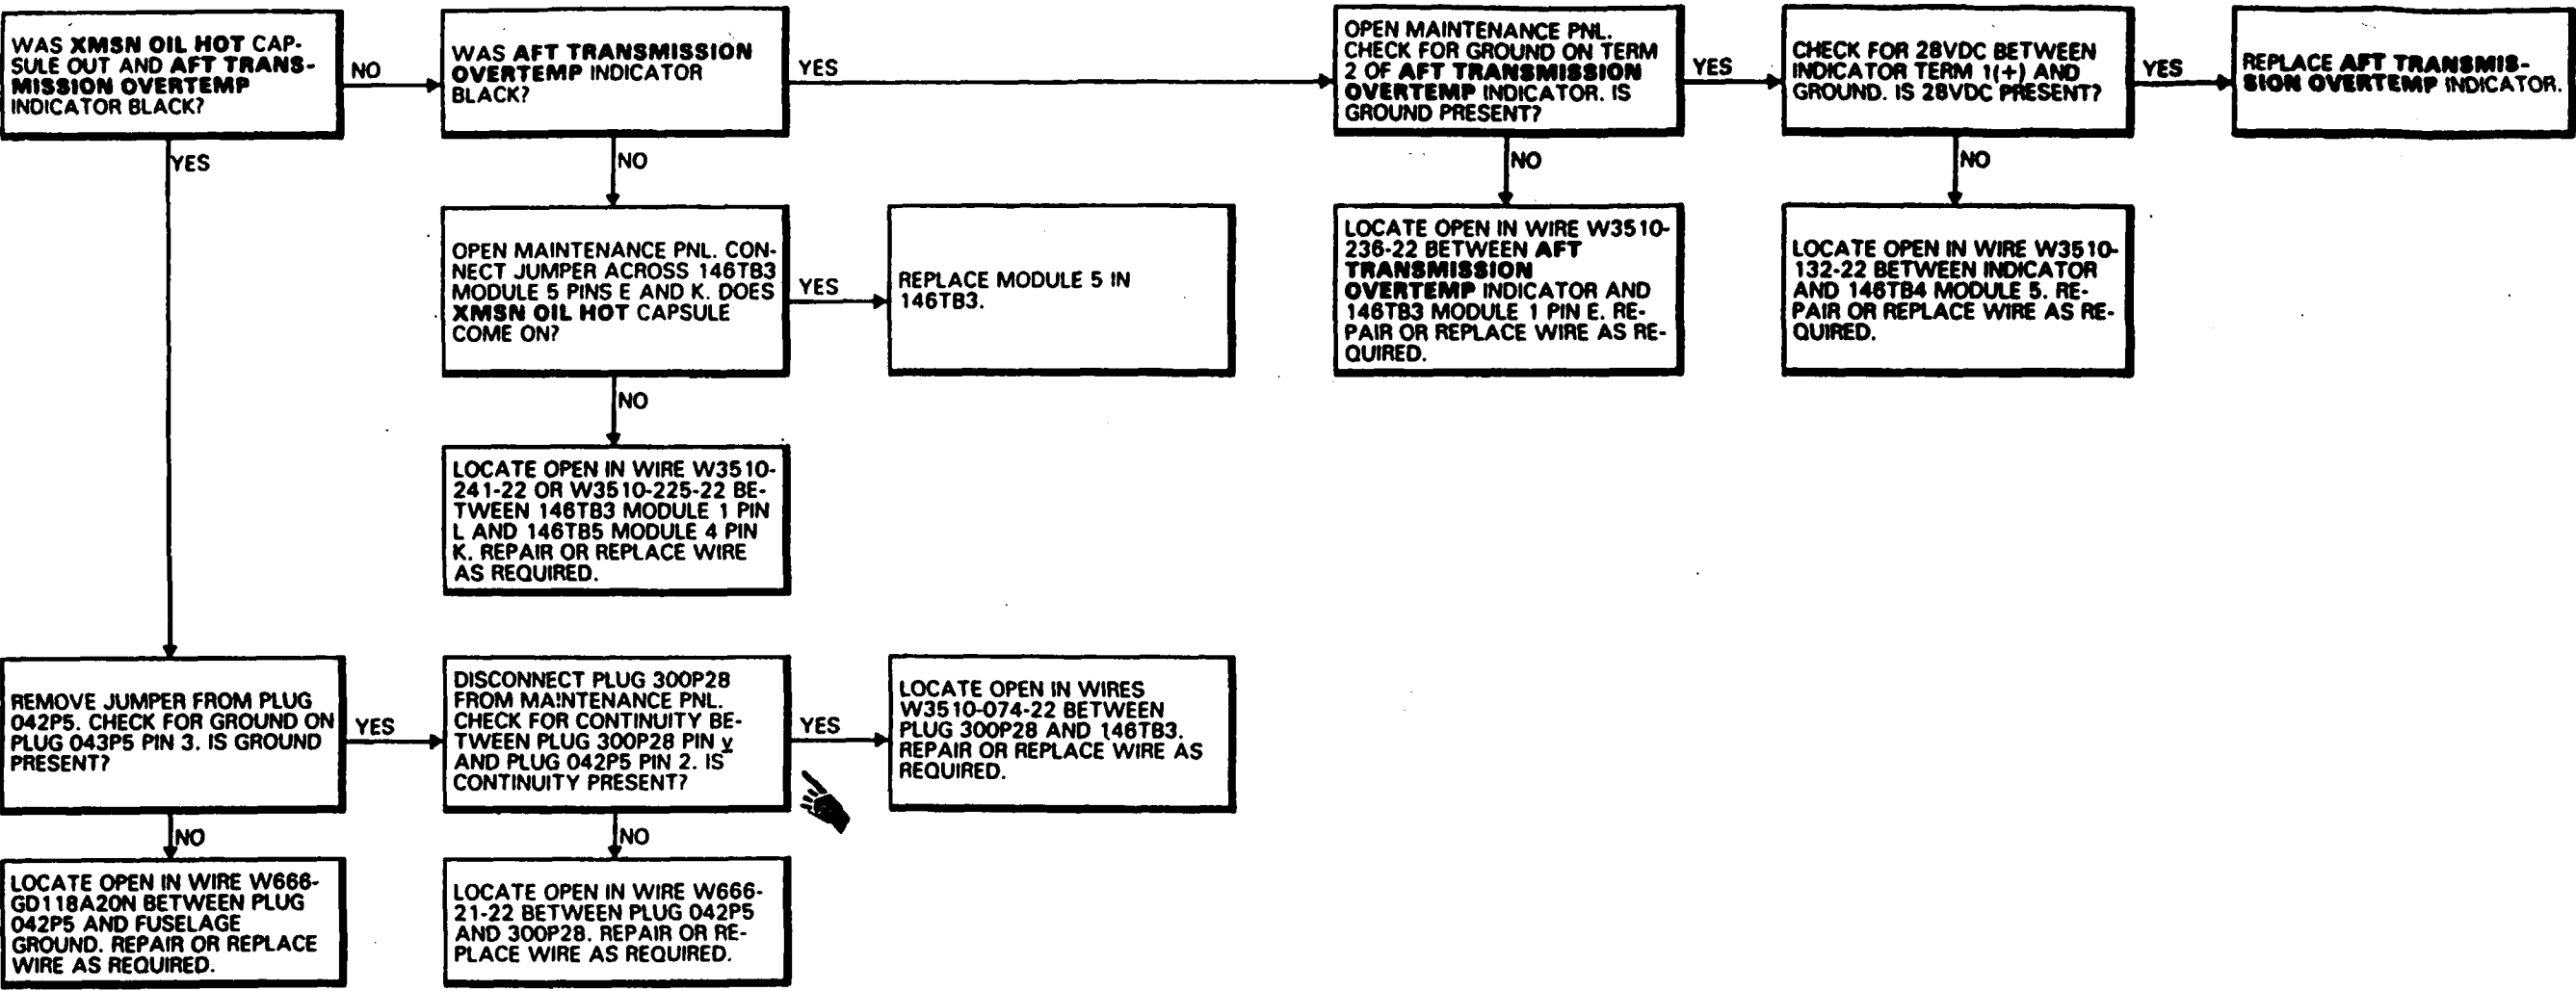 WAS XMSN OIL HOT CAP-
SULE OUT AND AFT TRANS-
MISSION OVERTEMP
INDICATOR BLACK?
NO
WAS AFT TRANSMISSION
OVERTEMP INDICATOR
BLACK?
YES
OPEN MAINTENANCE PNL.
CHECK FOR GROUND ON TERM
2 OF AFT TRANSMISSION
OVERTEMP INDICATOR. IS
GROUND PRESENT?
YES
CHECK FOR 28VDC BETWEEN
INDICATOR TERM 1(+) AND
GROUND. IS 28VDC PRESENT?
YES
REPLACE AFT TRANSMIS-
SION OVERTEMP INDICATOR.
YES
NO
NO
NO
OPEN MAINTENANCE PNL. CON-
NECT JUMPER ACROSS 146TB3
MODULE 5 PINS E AND K. DOES
XMSN OIL HOT CAPSULE
COME ON?
YES
REPLACE MODULE 5 IN
146TB3.
LOCATE OPEN IN WIRE W3510-
236-22 BETWEEN AFT
TRANSMISSION
OVERTEMP INDICATOR AND
146TB3 MODULE 1 PIN E. RE-
PAIR OR REPLACE WIRE AS RE-
QUIRED.
LOCATE OPEN IN WIRE W3510-
132-22 BETWEEN INDICATOR
AND 146TB4 MODULE 5. RE-
PAIR OR REPLACE WIRE AS RE-
QUIRED.
NO
LOCATE OPEN IN WIRE W3510-
241-22 OR W3510-225-22 BE-
TWEEN 146TB3 MODULE 1 PIN
L AND 146TB5 MODULE 4 PIN
K. REPAIR OR REPLACE WIRE
AS REQUIRED.
REMOVE JUMPER FROM PLUG
042P5. CHECK FOR GROUND ON
PLUG 043P5 PIN 3. IS GROUND
PRESENT?
YES
DISCONNECT PLUG 300P28
FROM MAINTENANCE PNL.
CHECK FOR CONTINUITY BE-
TWEEN PLUG 300P28 PIN v
AND PLUG 042P5 PIN 2. IS
CONTINUITY PRESENT?
YES
LOCATE OPEN IN WIRES
W3510-074-22 BETWEEN
PLUG 300P28 AND 146TB3.
REPAIR OR REPLACE WIRE AS
REQUIRED.
NO
NO
LOCATE OPEN IN WIRE W666-
GD118A20N BETWEEN PLUG
042P5 AND FUSELAGE
GROUND. REPAIR OR REPLACE
WIRE AS REQUIRED.
LOCATE OPEN IN WIRE W666-
21-22 BETWEEN PLUG 042P5
AND 300P28. REPAIR OR RE-
PLACE WIRE AS REQUIRED.